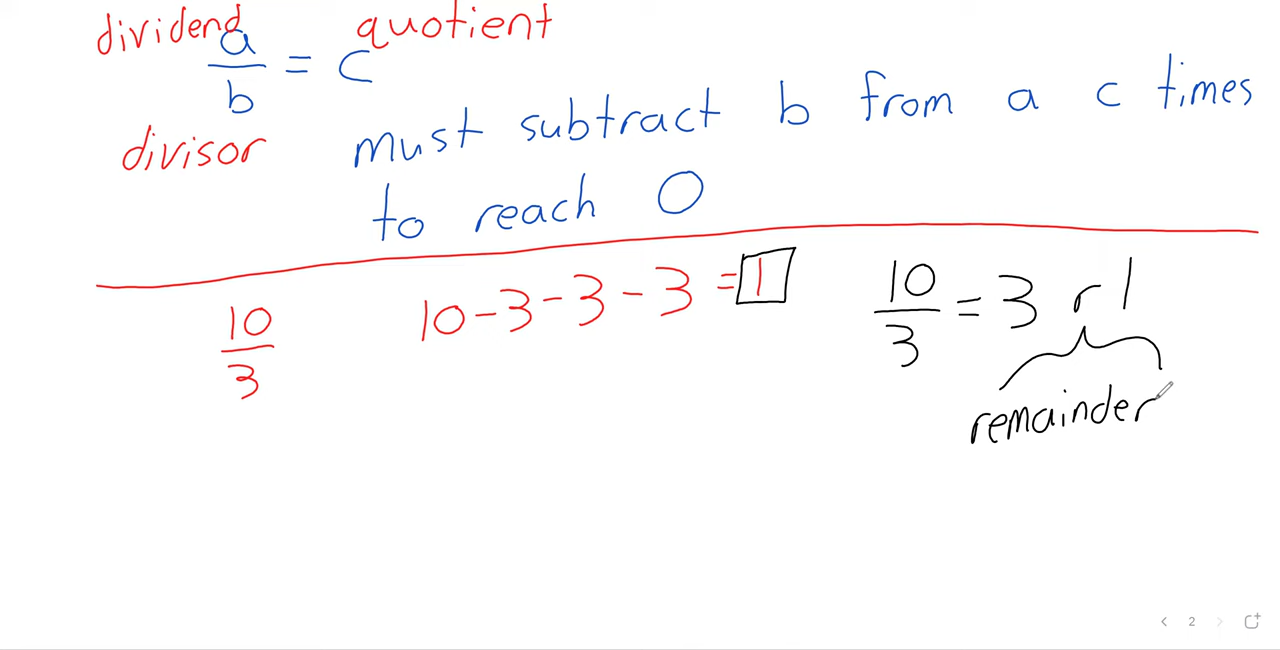 dividend quotient
a/b = c
divisor must subtract b from a c times
to reach 0
10/3 10 - 3 - 3 - 3 = 1 10/3 = 3 r 1
remainder
2